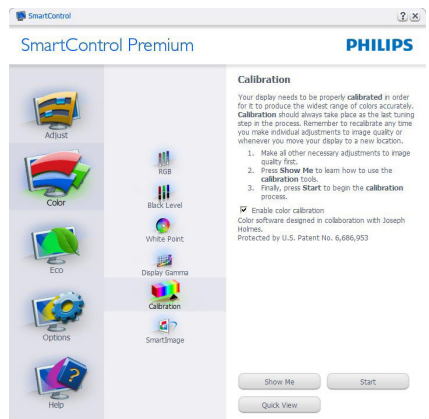 SmartControl
SmartControl Premium
PHILIPS
Adjust
Color
Eco
Options
Help
RGB
Black Level
White Point
Display Gamma
Calibration
SmartImage
Calibration
Your display needs to be properly calibrated in order
for it to produce the widest range of colors accurately.
Calibration should always take place as the last tuning
step in the process. Remember to recalibrate any time
you make individual adjustments to image quality or
whenever you move your display to a new location.
1. Make all other necessary adjustments to image
quality first.
2. Press Show Me to learn how to use the
calibration tools.
3. Finally, press Start to begin the calibration
process.
Enable color calibration
Color software designed in collaboration with Joseph
Holmes.
Protected by U.S. Patent No. 6,686,953
Show Me
Start
Quick View